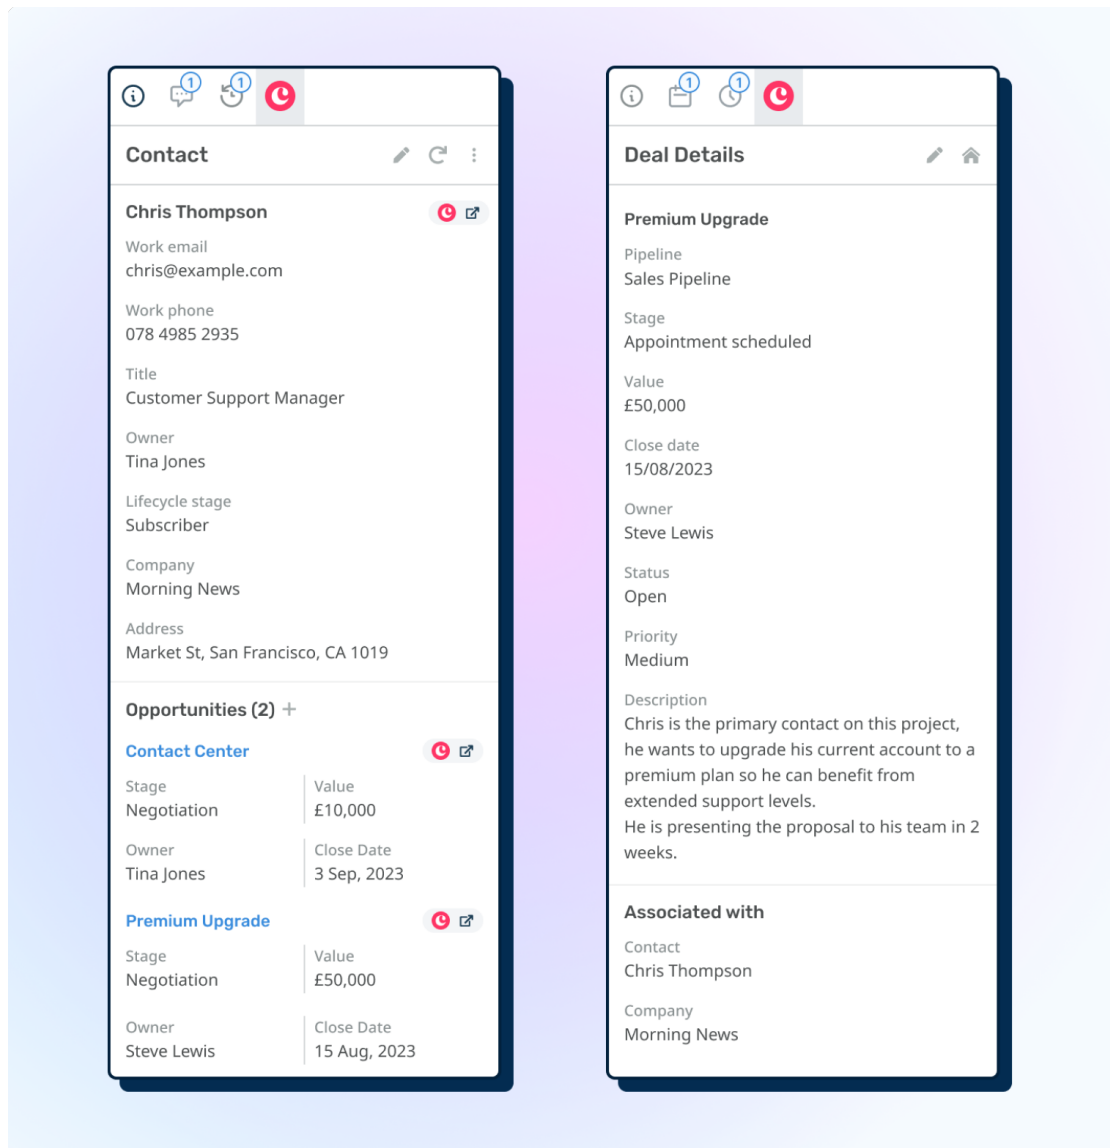 1
1
Contact
Chris Thompson
Work email
chris@example.com
Work phone
078 4985 2935
Title
Customer Support Manager
Owner
Tina Jones
Lifecycle stage
Subscriber
Company
Morning News
Address
Market St, San Francisco, CA 1019
Opportunities (2) +
Contact Center
Stage
Value
Negotiation
£10,000
Owner
Close Date
Tina Jones
3 Sep, 2023
Premium Upgrade
Stage
Value
Negotiation
£50,000
Owner
Close Date
Steve Lewis
15 Aug, 2023
1
1
Deal Details
Premium Upgrade
Pipeline
Sales Pipeline
Stage
Appointment scheduled
Value
£50,000
Close date
15/08/2023
Owner
Steve Lewis
Status
Open
Priority
Medium
Description
Chris is the primary contact on this project,
he wants to upgrade his current account to a
premium plan so he can benefit from
extended support levels.
He is presenting the proposal to his team in 2
weeks.
Associated with
Contact
Chris Thompson
Company
Morning News